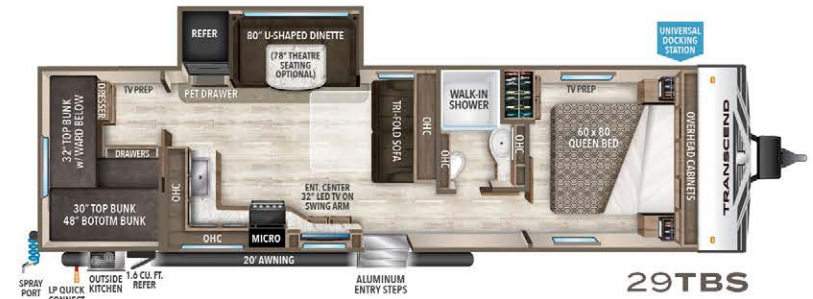 REFER
80" U-SHAPED DINETTE
(78" THEATRE
SEATING
OPTIONAL)
UNIVERSAL
DOCKING
STATION
TV PREP
PET DRAWER
DRESSER
32" TOP BUNK
w/ WARD BELOW
DRAWERS
30" TOP BUNK
48" BOTOTM BUNK
OHC
OHC
MICRO
ENT. CENTER
32" LED TV ON
SWING ARM
TRI-FOLD SOFA
OHC
WALK-IN
SHOWER
OHC
OHC
TV PREP
60 x 80
QUEEN BED
OVERHEAD CABINETS
TRANSCEND
20' AWNING
SPRAY
PORT
LP QUICK
CONNECT
OUTSIDE
KITCHEN
1.6 CU. FT.
REFER
ALUMINUM
ENTRY STEPS
29TBS